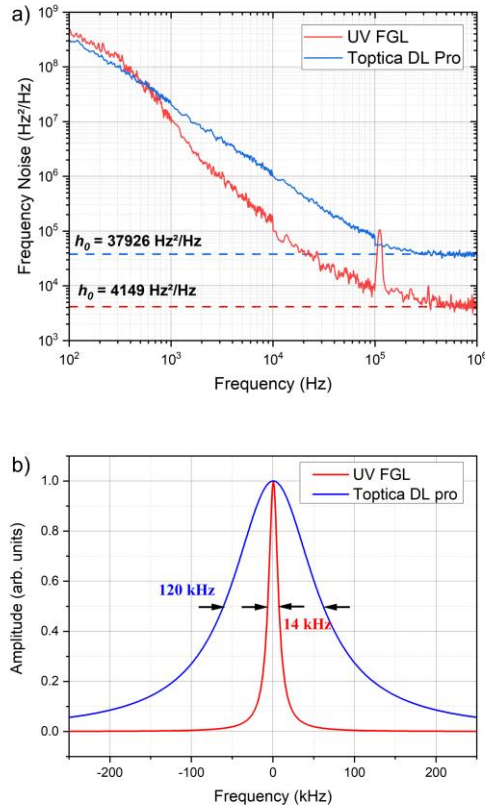 a)
10⁹
10⁸
10⁷
10⁶
10⁵
10⁴
10³
10² 10³ 10⁴ 10⁵ 10⁶
Frequency Noise (Hz²/Hz)
Frequency (Hz)
UV FGL
Toptica DL Pro
h₀ = 37926 Hz²/Hz
h₀ = 4149 Hz²/Hz
b)
1.0
0.8
0.6
0.4
0.2
0.0
-200 -100 0 100 200
Amplitude (arb. units)
Frequency (kHz)
UV FGL
Toptica DL pro
120 kHz
14 kHz